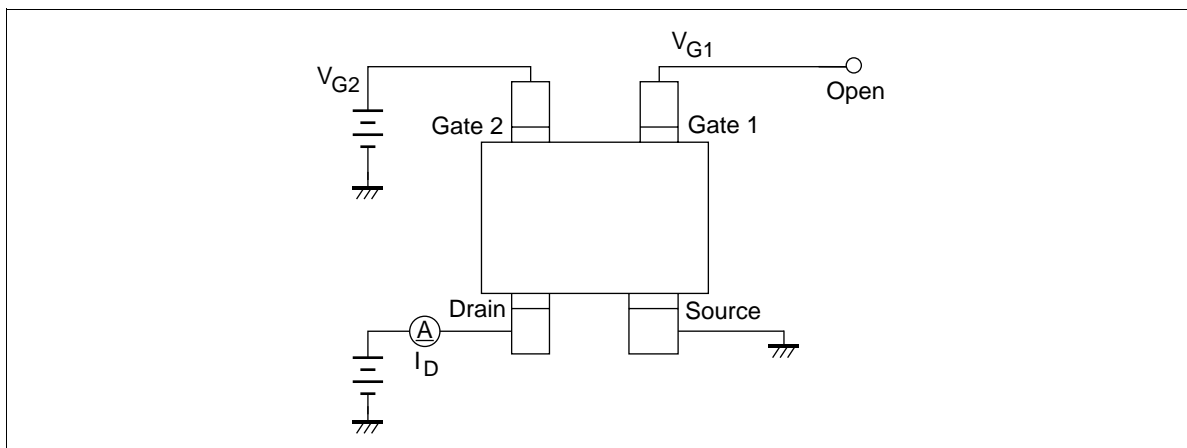 VG1
VG2
Open
Gate 2
Gate 1
Drain
Source
A
ID